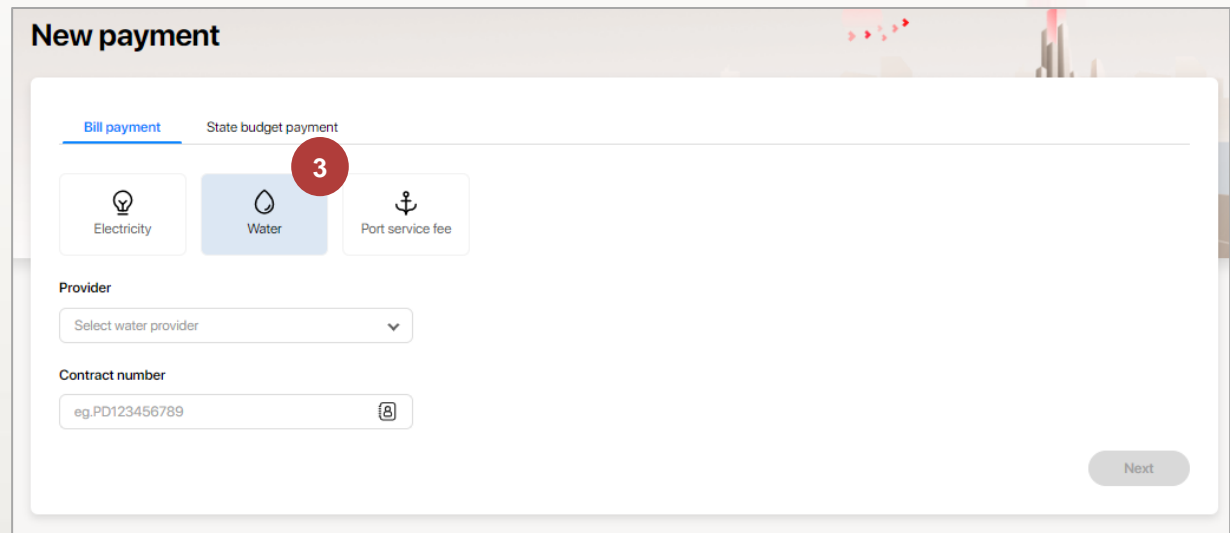 New payment
Bill payment State budget payment
3
Electricity Water Port service fee
Provider
Select water provider
Contract number
eg.PD123456789
Next